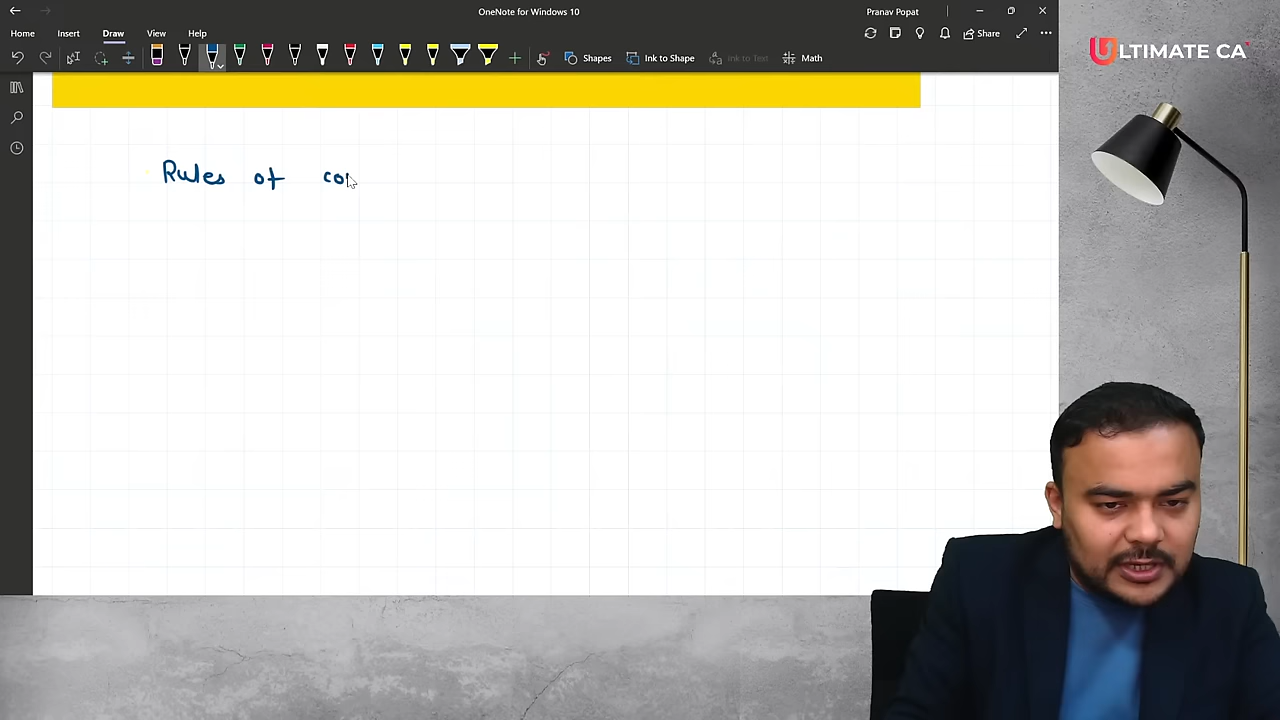 OneNote for Windows 10
Pranav Popat
Home Insert Draw View Help
Share
Shapes Ink to Shape Ink to Text Math
ULTIMATE CA
Rules of co